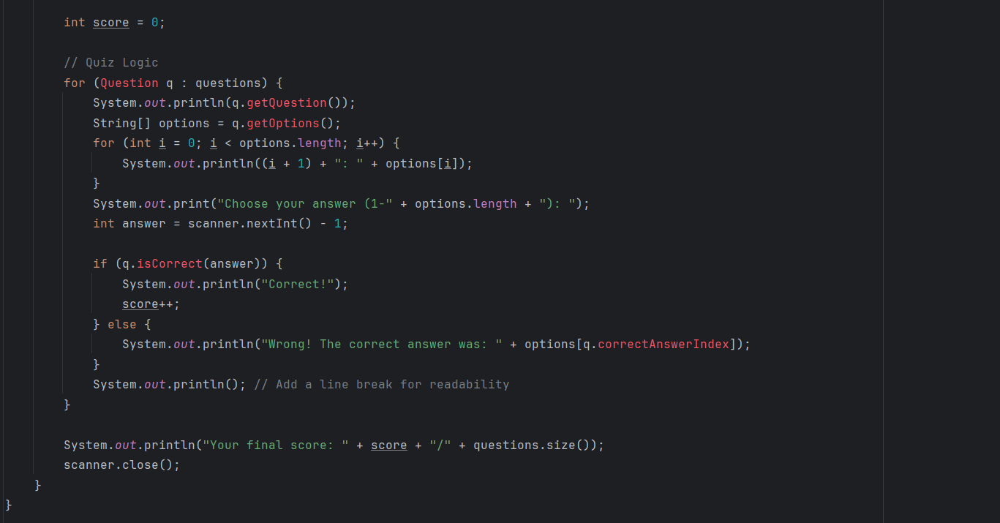 int score = 0;
// Quiz Logic
for (Question q : questions) {
System.out.println(q.getQuestion());
String[] options = q.getOptions();
for (int i = 0; i < options.length; i++) {
System.out.println((i + 1) + ": " + options[i]);
}
System.out.print("Choose your answer (1-" + options.length + "): ");
int answer = scanner.nextInt() - 1;
if (q.isCorrect(answer)) {
System.out.println("Correct!");
score++;
} else {
System.out.println("Wrong! The correct answer was: " + options[q.correctAnswerIndex]);
}
System.out.println(); // Add a line break for readability
}
System.out.println("Your final score: " + score + "/" + questions.size());
scanner.close();
}
}